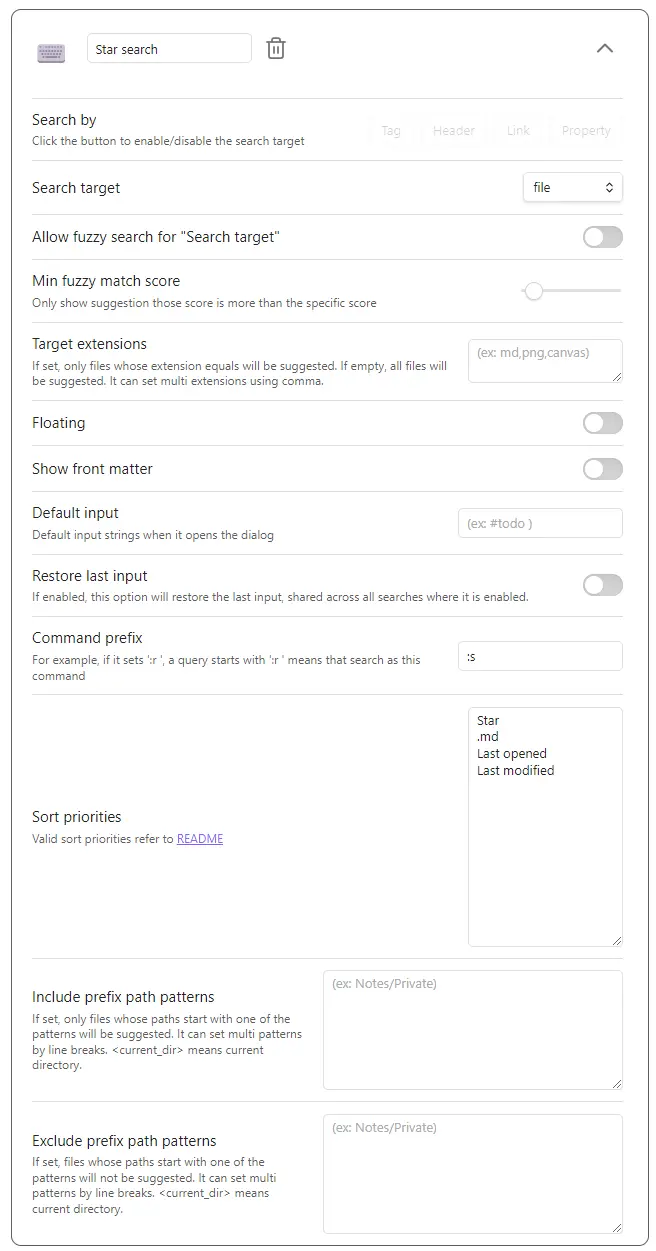 Star search
Search by
Click the button to enable/disable the search target
Tag Header Link Property
Search target
file
Allow fuzzy search for "Search target"
Min fuzzy match score
Only show suggestion those score is more than the specific score
Target extensions
If set, only files whose extension equals will be suggested. If empty, all files will
be suggested. It can set multi extensions using comma.
(ex: md,png,canvas)
Floating
Show front matter
Default input
Default input strings when it opens the dialog
(ex: #todo )
Restore last input
If enabled, this option will restore the last input, shared across all searches where it is enabled.
Command prefix
For example, if it sets ':r ', a query starts with ':r ' means that search as this
command
:s
Sort priorities
Valid sort priorities refer to README
Star
.md
Last opened
Last modified
Include prefix path patterns
If set, only files whose paths start with one of the
patterns will be suggested. It can set multi patterns
by line breaks. <current_dir> means current
directory.
(ex: Notes/Private)
Exclude prefix path patterns
If set, files whose paths start with one of the
patterns will not be suggested. It can set multi
patterns by line breaks. <current_dir> means
current directory.
(ex: Notes/Private)